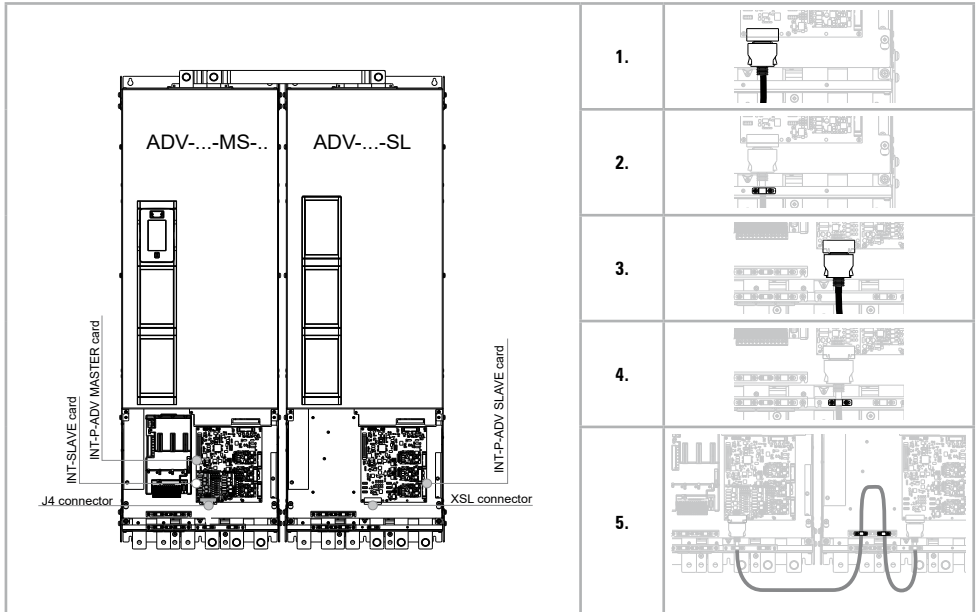 ADV-...-MS-..
ADV-...-SL
INT-SLAVE card
INT-P-ADV MASTER card
INT-P-ADV SLAVE card
J4 connector
XSL connector
1.
2.
3.
4.
5.